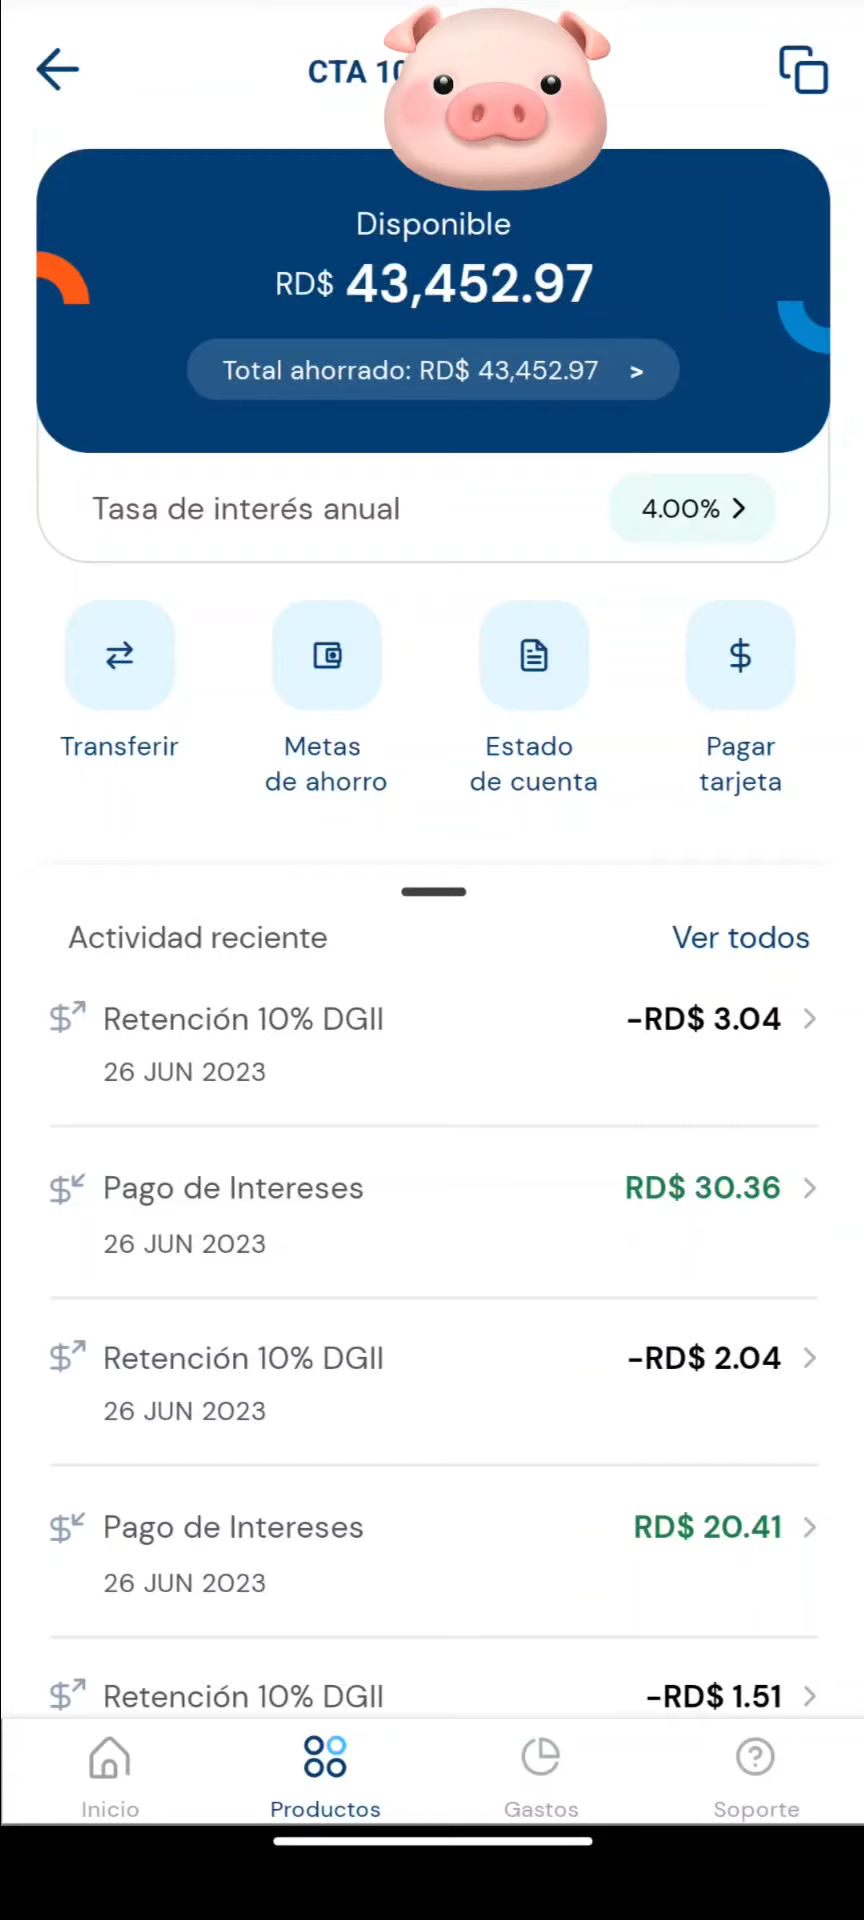 CTA 10
Disponible
RD$ 43,452.97
Total ahorrado: RD$ 43,452.97 >
Tasa de interés anual
4.00%
Transferir
Metas
de ahorro
Estado
de cuenta
Pagar
tarjeta
Actividad reciente
Ver todos
Retención 10% DGII
-RD$ 3.04
26 JUN 2023
Pago de Intereses
RD$ 30.36
26 JUN 2023
Retención 10% DGII
-RD$ 2.04
26 JUN 2023
Pago de Intereses
RD$ 20.41
26 JUN 2023
Retención 10% DGII
-RD$ 1.51
Inicio
Productos
Gastos
Soporte